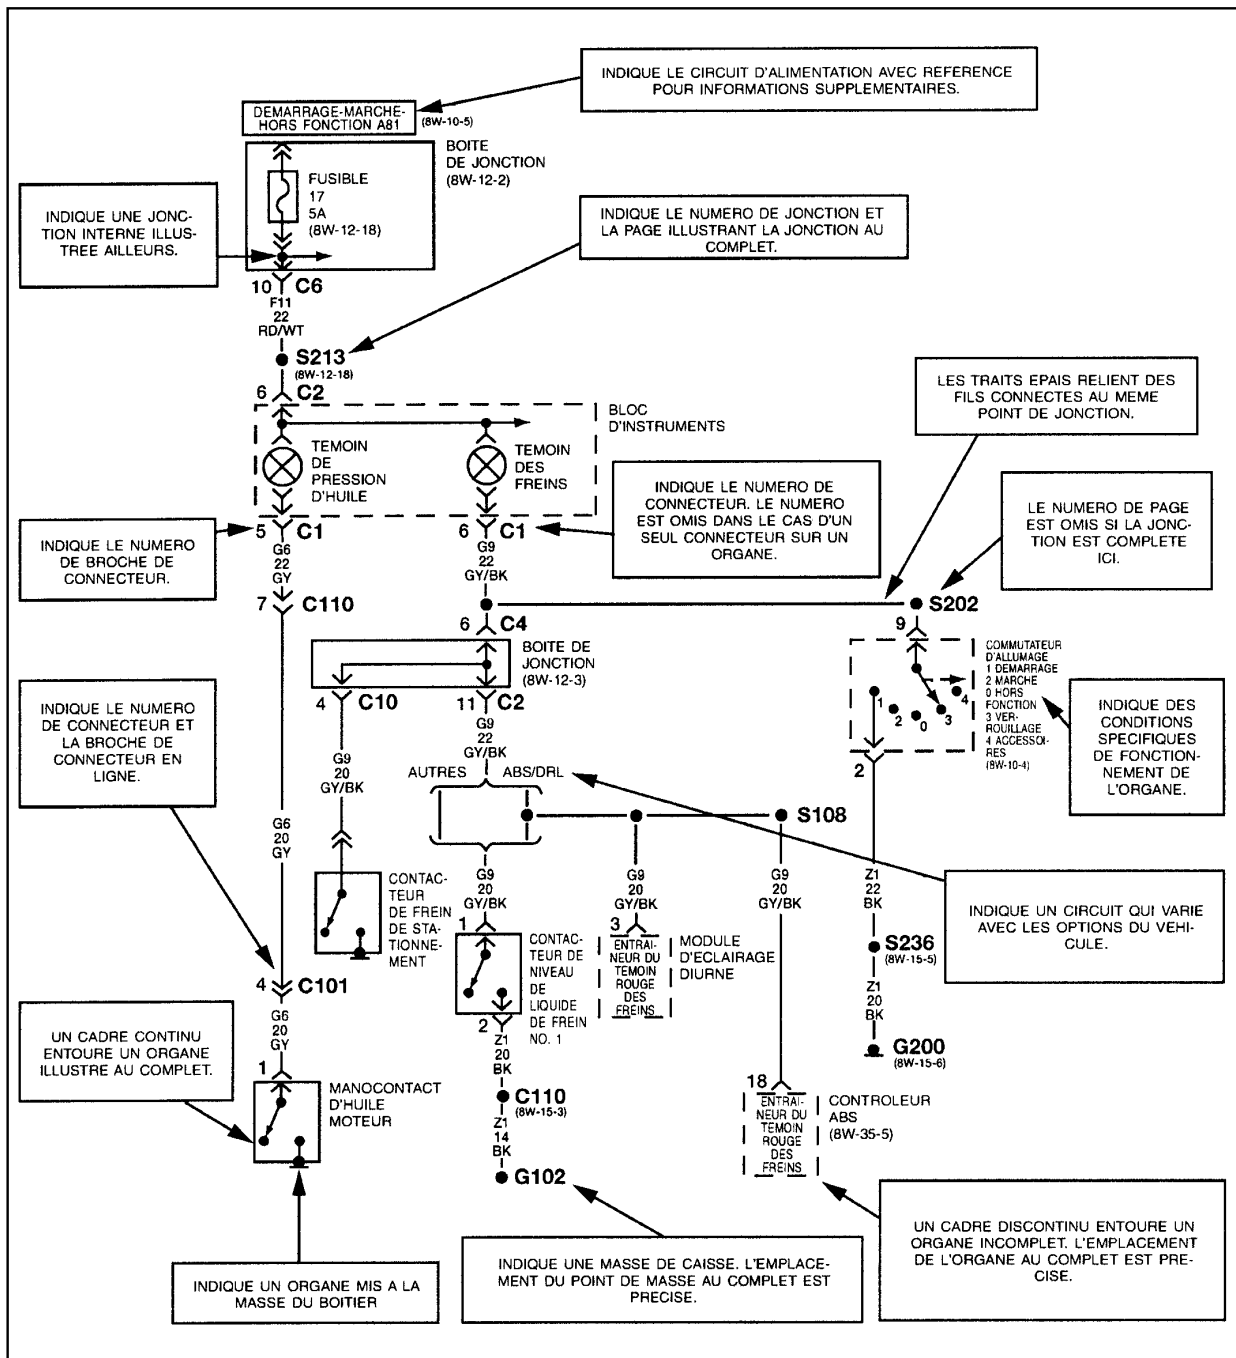 INDIQUE LE CIRCUIT D'ALIMENTATION AVEC REFERENCE
POUR INFORMATIONS SUPPLEMENTAIRES.
DEMARRAGE-MARCHE-
HORS FONCTION A81
(8W-10-5)
BOITE
DE JONCTION
(8W-12-2)
FUSIBLE
17
5A
(8W-12-18)
INDIQUE UNE JONC-
TION INTERNE ILLUS-
TREE AILLEURS.
INDIQUE LE NUMERO DE JONCTION ET
LA PAGE ILLUSTRANT LA JONCTION AU
COMPLET.
10 C6
F11
22
RD/WT
S213
(8W-12-18)
6 C2
LES TRAITS EPAIS RELIENT DES
FILS CONNECTES AU MEME
POINT DE JONCTION.
BLOC
D'INSTRUMENTS
TEMOIN
DE
PRESSION
D'HUILE
TEMOIN
DES
FREINS
INDIQUE LE NUMERO DE
CONNECTEUR. LE NUMERO
EST OMIS DANS LE CAS D'UN
SEUL CONNECTEUR SUR UN
ORGANE.
LE NUMERO DE PAGE
EST OMIS SI LA JONC-
TION EST COMPLETE
ICI.
INDIQUE LE NUMERO
DE BROCHE DE
CONNECTEUR.
5 C1
G6
22
GY
6 C1
G9
22
GY/BK
7 C110
S202
6 C4
9
BOITE DE
JONCTION
(8W-12-3)
COMMUTATEUR
D'ALLUMAGE
1 DEMARRAGE
2 MARCHE
0 HORS
FONCTION
3 VER-
ROUILLAGE
4 ACCESSOI-
RES
(8W-10-4)
1
2
0
3
4
INDIQUE LE NUMERO
DE CONNECTEUR ET
LA BROCHE DE
CONNECTEUR EN
LIGNE.
4 C10
11 C2
G9
22
GY/BK
G9
20
GY/BK
INDIQUE DES
CONDITIONS
SPECIFIQUES
DE FONCTION-
NEMENT DE
L'ORGANE.
2
AUTRES
ABS/DRL
S108
G6
20
GY
CONTAC-
TEUR
DE FREIN
DE STA-
TIONNE-
MENT
G9
20
GY/BK
G9
20
GY/BK
G9
20
GY/BK
Z1
22
BK
INDIQUE UN CIRCUIT QUI VARIE
AVEC LES OPTIONS DU VEHI-
CULE.
1
CONTAC-
TEUR DE
NIVEAU
DE
LIQUIDE
DE FREIN
NO. 1
3
ENTRAI-
NEUR DU
TEMOIN
ROUGE
DES
FREINS
MODULE
D'ECLAIRAGE
DIURNE
S236
(8W-15-5)
4 C101
Z1
20
BK
G6
20
GY
UN CADRE CONTINU
ENTOURE UN ORGANE
ILLUSTRE AU COMPLET.
2
Z1
20
BK
G200
(8W-15-6)
1
MANOCONTACT
D'HUILE
MOTEUR
C110
(8W-15-3)
Z1
14
BK
G102
18
ENTRAI-
NEUR DU
TEMOIN
ROUGE
DES
FREINS
CONTROLEUR
ABS
(8W-35-5)
INDIQUE UN ORGANE MIS A LA
MASSE DU BOITIER
INDIQUE UNE MASSE DE CAISSE. L'EMPLACE-
MENT DU POINT DE MASSE AU COMPLET EST
PRECISE.
UN CADRE DISCONTINU ENTOURE UN
ORGANE INCOMPLET. L'EMPLACEMENT
DE L'ORGANE AU COMPLET EST PRE-
CISE.